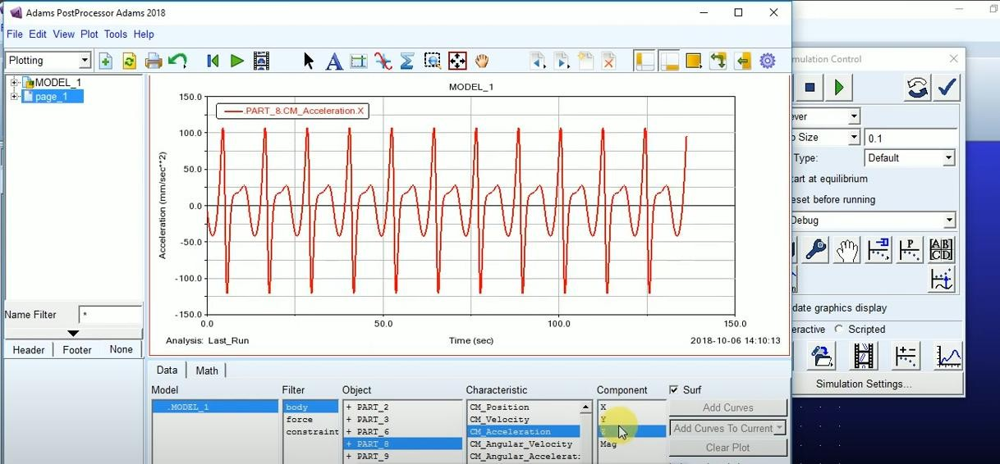 Adams PostProcessor Adams 2018
File Edit View Plot Tools Help
Plotting
MODEL_1
page_1
Name Filter *
Header Footer None
MODEL_1
.PART_8.CM_Acceleration.X
150.0
100.0
50.0
0.0
-50.0
-100.0
-150.0
Acceleration (mm/sec**2)
0.0 50.0 100.0 150.0
Analysis: Last_Run Time (sec) 2018-10-06 14:10:13
Data Math
Model Filter Object Characteristic Component Surf
.MODEL_1 body + PART_2 CM_Position X Add Curves
force + PART_3 CM_Velocity Y
constraint + PART_6 CM_Acceleration Z Add Curves To Current
+ PART_8 CM_Angular_Velocity Mag Clear Plot
+ PART_9 CM_Angular_Accelerat:
mulation Control
ever
Size 0.1
Type: Default
tart at equilibrium
eset before running
Debug
P
A B
C D
date graphics display
eractive Scripted
Simulation Settings...